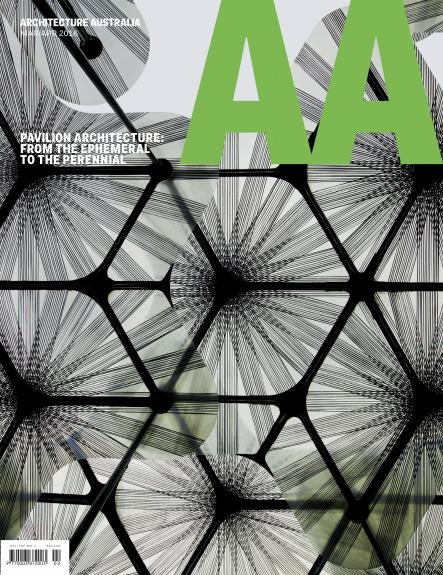 ARCHITECTURE AUSTRALIA
MAR/APR 2016
AA
PAVILION ARCHITECTURE:
FROM THE EPHEMERAL
TO THE PERENNIAL